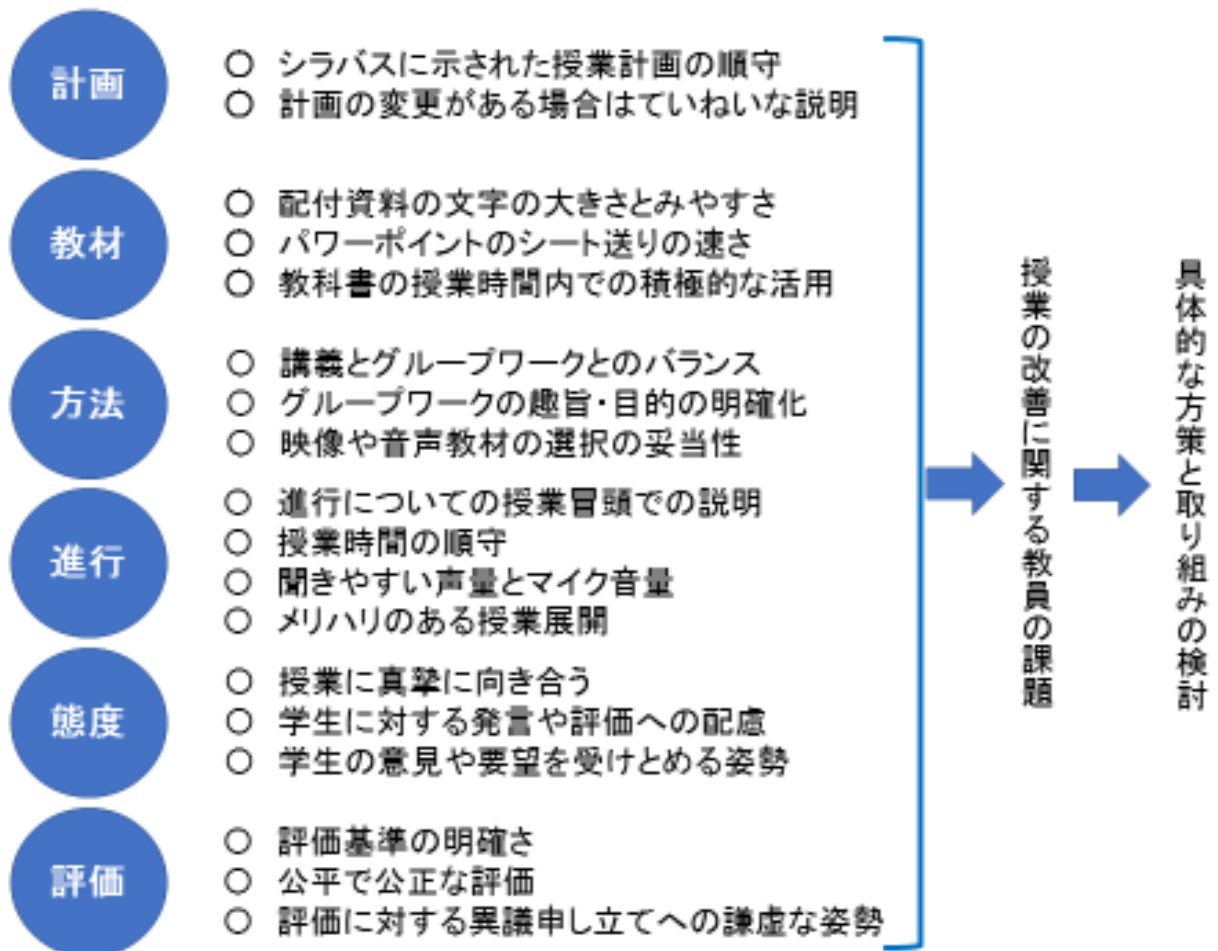 計画
○ シラバスに示された授業計画の順守
○ 計画の変更がある場合はていねいな説明
教材
○ 配付資料の文字の大きさとみやすさ
○ パワーポイントのシート送りの速さ
○ 教科書の授業時間内での積極的な活用
方法
○ 講義とグループワークとのバランス
○ グループワークの趣旨・目的の明確化
○ 映像や音声教材の選択の妥当性
進行
○ 進行についての授業冒頭での説明
○ 授業時間の順守
○ 聞きやすい声量とマイク音量
○ メリハリのある授業展開
態度
○ 授業に真摯に向き合う
○ 学生に対する発言や評価への配慮
○ 学生の意見や要望を受けとめる姿勢
評価
○ 評価基準の明確さ
○ 公平で公正な評価
○ 評価に対する異議申し立てへの謙虚な姿勢
授業の改善に関する教員の課題
具体的な方策と取り組みの検討